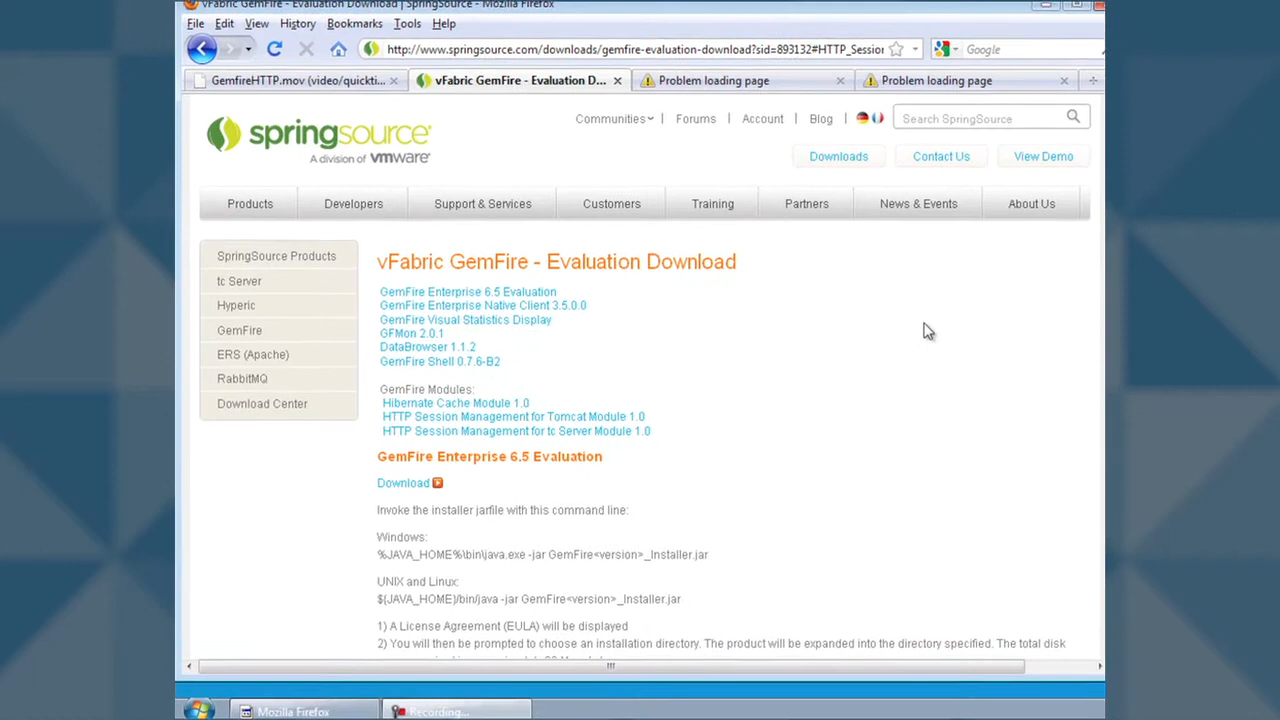 vFabric GemFire - Evaluation Download | SpringSource - Mozilla Firefox
File Edit View History Bookmarks Tools Help
http://www.springsource.com/downloads/gemfire-evaluation-download?sid=893132#HTTP_Session
Google
GemfireHTTP.mov (video/quickti...
vFabric GemFire - Evaluation D...
Problem loading page
Problem loading page
springsource
A division of vmware
Communities Forums Account Blog
Search SpringSource
Downloads Contact Us View Demo
Products Developers Support & Services Customers Training Partners News & Events About Us
SpringSource Products
tc Server
Hyperic
GemFire
ERS (Apache)
RabbitMQ
Download Center
vFabric GemFire - Evaluation Download
GemFire Enterprise 6.5 Evaluation
GemFire Enterprise Native Client 3.5.0.0
GemFire Visual Statistics Display
GFMon 2.0.1
DataBrowser 1.1.2
GemFire Shell 0.7.6-B2
GemFire Modules:
Hibernate Cache Module 1.0
HTTP Session Management for Tomcat Module 1.0
HTTP Session Management for tc Server Module 1.0
GemFire Enterprise 6.5 Evaluation
Download
Invoke the installer jarfile with this command line:
Windows:
%JAVA_HOME%\bin\java.exe -jar GemFire<version>_Installer.jar
UNIX and Linux:
${JAVA_HOME}/bin/java -jar GemFire<version>_Installer.jar
1) A License Agreement (EULA) will be displayed
2) You will then be prompted to choose an installation directory. The product will be expanded into the directory specified. The total disk
Mozilla Firefox
Recording...